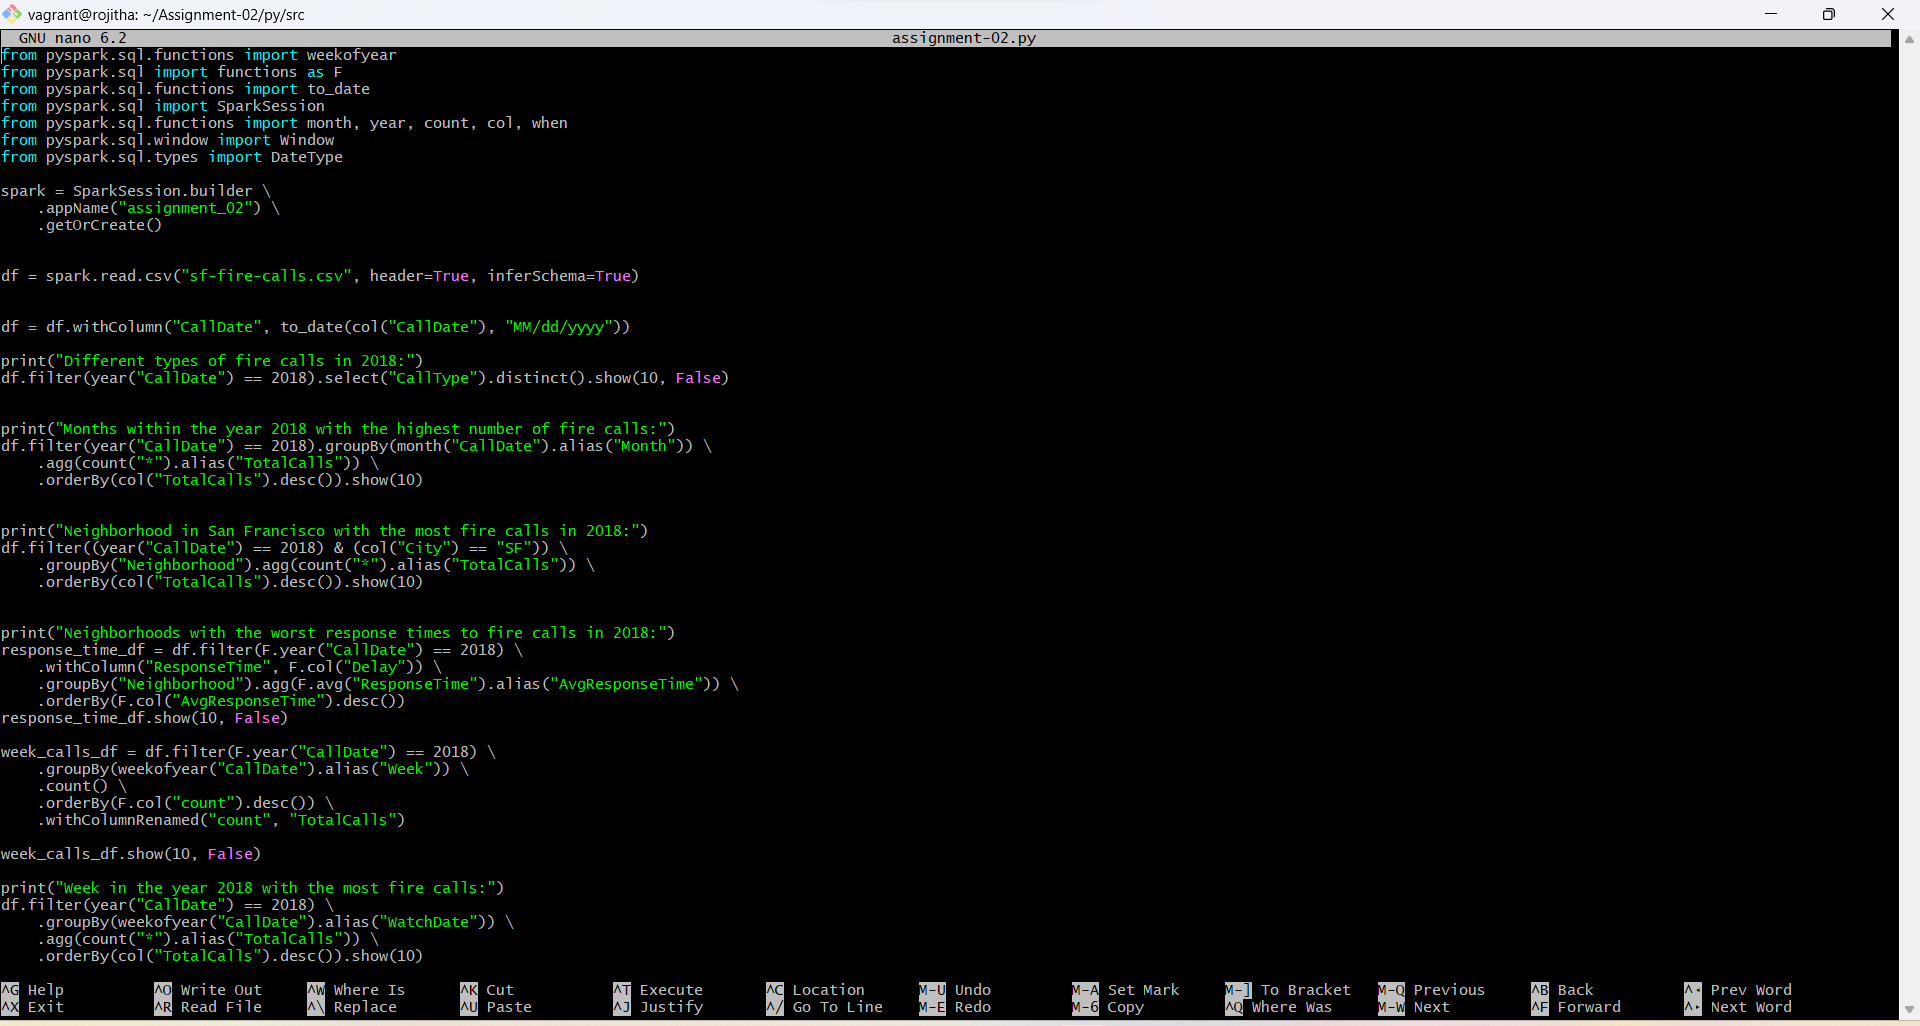 vagrant@rojitha: ~/Assignment-02/py/src
GNU nano 6.2 assignment-02.py
from pyspark.sql.functions import weekofyear
from pyspark.sql import functions as F
from pyspark.sql.functions import to_date
from pyspark.sql import SparkSession
from pyspark.sql.functions import month, year, count, col, when
from pyspark.sql.window import Window
from pyspark.sql.types import DateType
spark = SparkSession.builder \
    .appName("assignment_02") \
    .getOrCreate()
df = spark.read.csv("sf-fire-calls.csv", header=True, inferSchema=True)
df = df.withColumn("CallDate", to_date(col("CallDate"), "MM/dd/yyyy"))
print("Different types of fire calls in 2018:")
df.filter(year("CallDate") == 2018).select("CallType").distinct().show(10, False)
print("Months within the year 2018 with the highest number of fire calls:")
df.filter(year("CallDate") == 2018).groupBy(month("CallDate").alias("Month")) \
    .agg(count("*").alias("TotalCalls")) \
    .orderBy(col("TotalCalls").desc()).show(10)
print("Neighborhood in San Francisco with the most fire calls in 2018:")
df.filter((year("CallDate") == 2018) & (col("City") == "SF")) \
    .groupBy("Neighborhood").agg(count("*").alias("TotalCalls")) \
    .orderBy(col("TotalCalls").desc()).show(10)
print("Neighborhoods with the worst response times to fire calls in 2018:")
response_time_df = df.filter(F.year("CallDate") == 2018) \
    .withColumn("ResponseTime", F.col("Delay")) \
    .groupBy("Neighborhood").agg(F.avg("ResponseTime").alias("AvgResponseTime")) \
    .orderBy(F.col("AvgResponseTime").desc())
response_time_df.show(10, False)
week_calls_df = df.filter(F.year("CallDate") == 2018) \
    .groupBy(weekofyear("CallDate").alias("Week")) \
    .count() \
    .orderBy(F.col("count").desc()) \
    .withColumnRenamed("count", "TotalCalls")
week_calls_df.show(10, False)
print("Week in the year 2018 with the most fire calls:")
df.filter(year("CallDate") == 2018) \
    .groupBy(weekofyear("CallDate").alias("WatchDate")) \
    .agg(count("*").alias("TotalCalls")) \
    .orderBy(col("TotalCalls").desc()).show(10)
^G Help ^O Write Out ^W Where Is ^K Cut ^T Execute ^C Location M-U Undo M-A Set Mark M-] To Bracket M-Q Previous ^B Back ^◂ Prev Word
^X Exit ^R Read File ^\ Replace ^U Paste ^J Justify ^/ Go To Line M-E Redo M-6 Copy ^Q Where Was M-W Next ^F Forward ^▸ Next Word